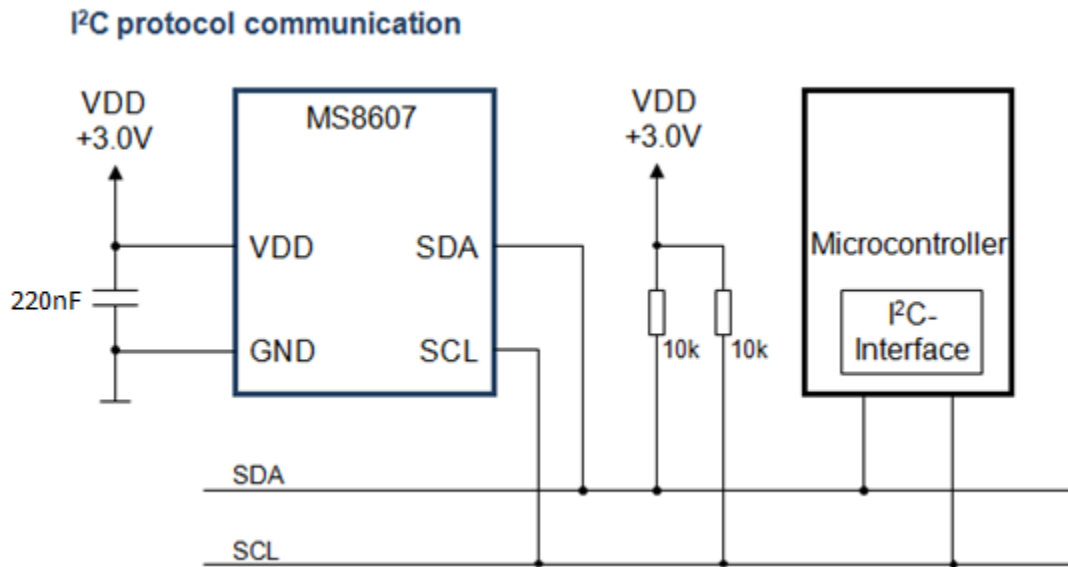 I²C protocol communication
VDD
+3.0V
MS8607
VDD
+3.0V
VDD
SDA
Microcontroller
220nF
I²C-
Interface
GND
SCL
10k
10k
SDA
SCL